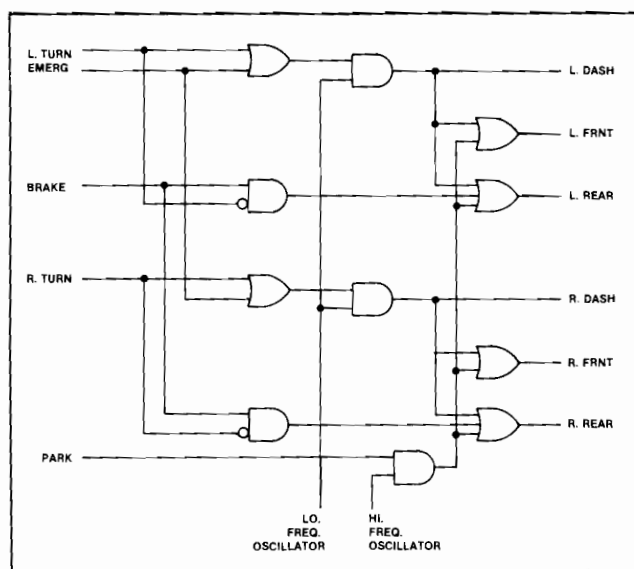 L. TURN
EMERG
L. DASH
L. FRNT
BRAKE
L. REAR
R. TURN
R. DASH
R. FRNT
R. REAR
PARK
LO.
FREQ.
OSCILLATOR
Hi.
FREQ.
OSCILLATOR